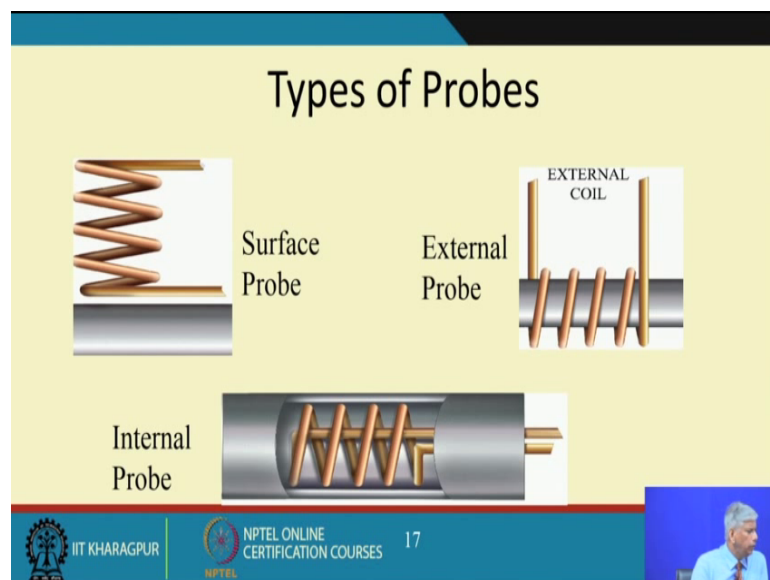 Types of Probes
Surface
Probe
EXTERNAL
COIL
External
Probe
Internal
Probe
IIT KHARAGPUR
NPTEL
NPTEL ONLINE
CERTIFICATION COURSES
17